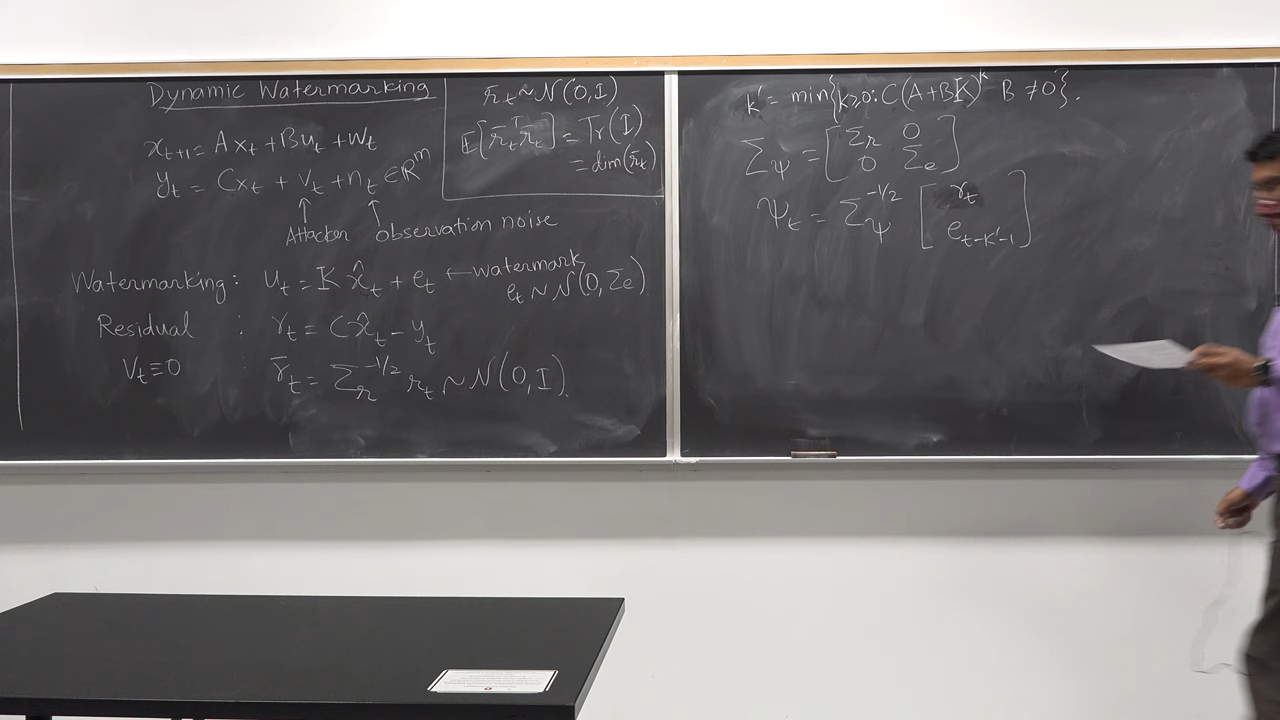 Dynamic Watermarking
x_{t+1} = A x_t + B u_t + w_t
y_t = C x_t + v_t + n_t ∈ ℝ^m
↑ ↑
Attacker observation noise
Watermarking: u_t = K x̂_t + e_t ← watermark
e_t ~ N(0, Σ_e)
Residual : r_t = C x̂_t - y_t
V_t ≡ 0 : r̄_t = Σ_r^{-1/2} r_t ~ N(0, I).
r̄_t ~ N(0, I)
E[r̄_t^T r̄_t] = Tr(I)
= dim(r̄_t)
k' = min{k≥0: C(A+BK)^k B ≠ 0}.
Σ_ψ = [Σ_r 0
0 Σ_e]
ψ_t = Σ_ψ^{-1/2} [r_t
e_{t-k'-1}]